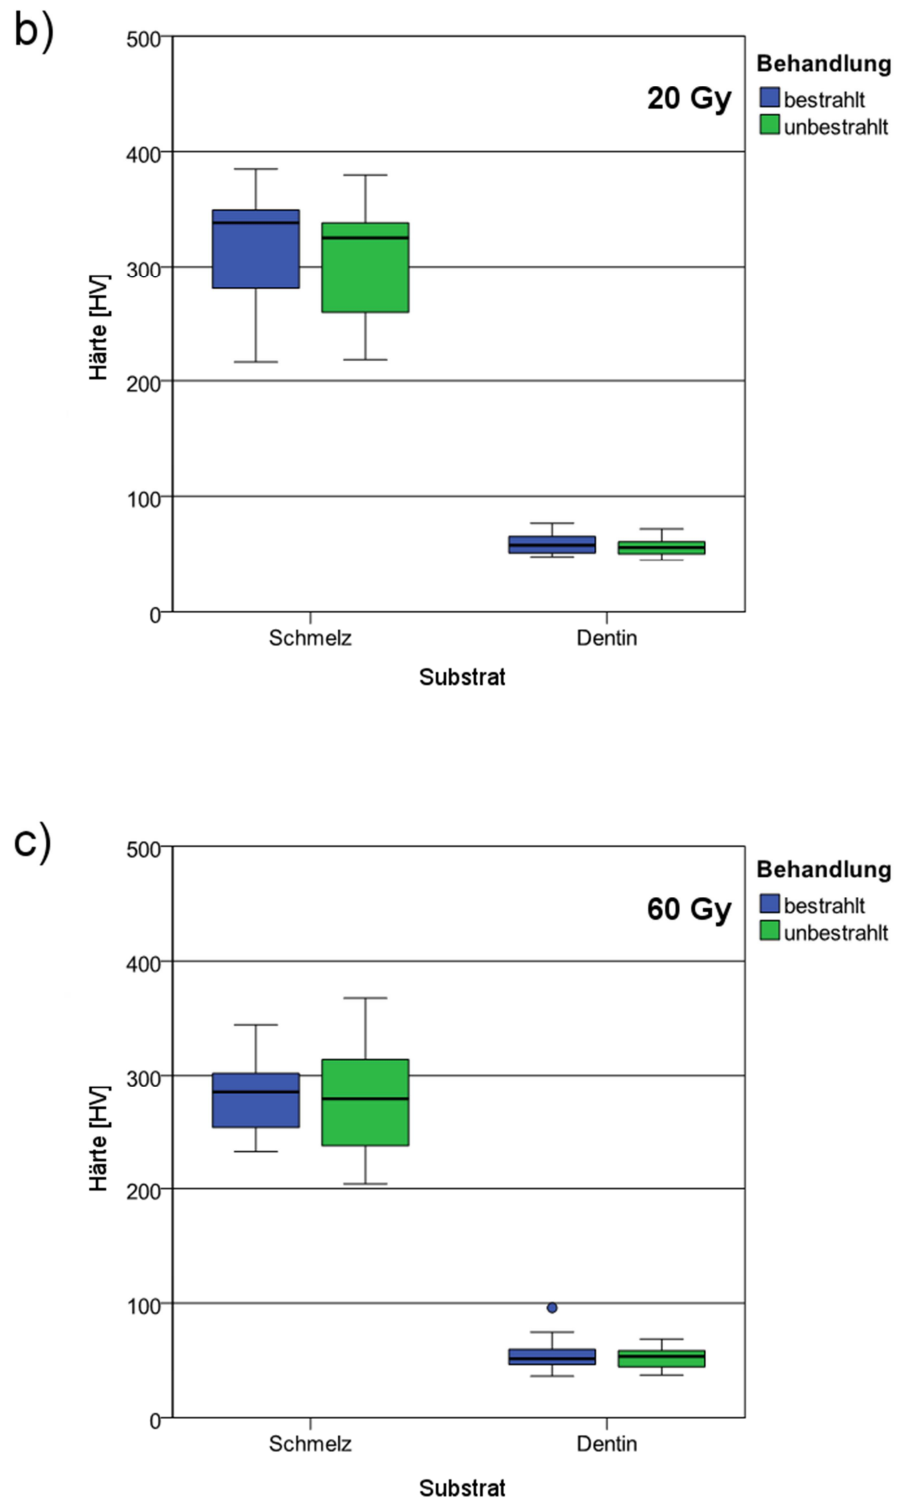 b)
500
400
300
200
100
0
Härte [HV]
20 Gy
Behandlung
bestrahlt
unbestrahlt
Schmelz Dentin
Substrat
c)
500
400
300
200
100
0
Härte [HV]
60 Gy
Behandlung
bestrahlt
unbestrahlt
Schmelz Dentin
Substrat